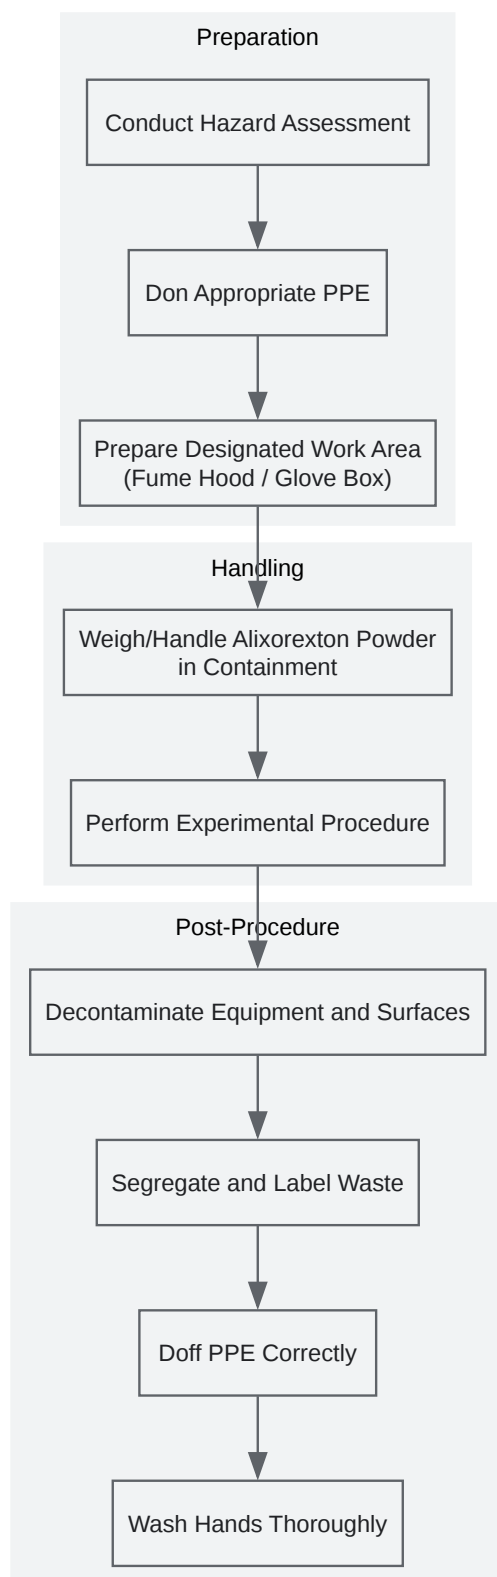 Preparation
Conduct Hazard Assessment
Don Appropriate PPE
Prepare Designated Work Area
(Fume Hood / Glove Box)
Handling
Weigh/Handle Alixorexton Powder
in Containment
Perform Experimental Procedure
Post-Procedure
Decontaminate Equipment and Surfaces
Segregate and Label Waste
Doff PPE Correctly
Wash Hands Thoroughly